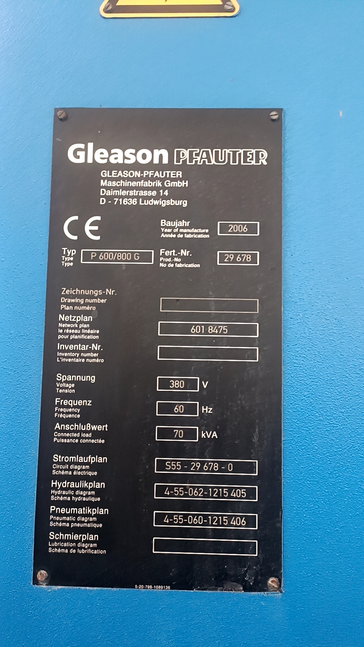 Gleason PFAUTER
GLEASON-PFAUTER
Maschinenfabrik GmbH
Daimlerstrasse 14
D - 71636 Ludwigsburg
CE
Baujahr 2006
Year of manufacture
Année de fabrication
Typ P 600/800 G Fert.-Nr. 29 678
Type Prod.-No
Type No de fabrication
Zeichnungs-Nr.
Drawing number
Plan numéro
Netzplan 601 8475
Network plan
le réseau linéaire
pour planification
Inventar-Nr.
Inventory number
L'inventaire numéro
Spannung 380 V
Voltage
Tension
Frequenz 60 Hz
Frequency
Fréquence
Anschlußwert 70 kVA
Connected load
Puissance connectée
Stromlaufplan S55 - 29 678 - 0
Circuit diagram
Schéma électrique
Hydraulikplan 4-55-062-1215 405
Hydraulic diagram
Schéma hydraulique
Pneumatikplan 4-55-060-1215 406
Pneumatic diagram
Schéma pneumatique
Schmierplan
Lubrication diagram
Schéma de lubrification